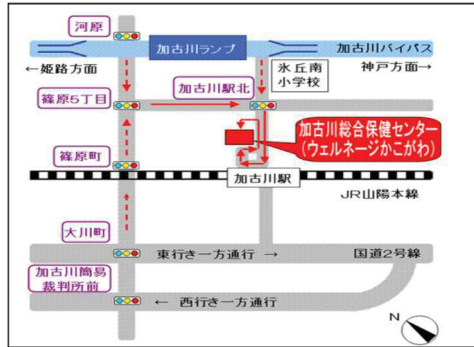 河原
加古川ランプ
加古川バイパス
←姫路方面
神戸方面→
氷丘南
小学校
加古川駅北
篠原5丁目
加古川総合保健センター
(ウェルネージかこがわ)
篠原町
加古川駅
JR山陽本線
大川町
東行き一方通行 →
国道2号線
加古川簡易
裁判所前
← 西行き一方通行
N